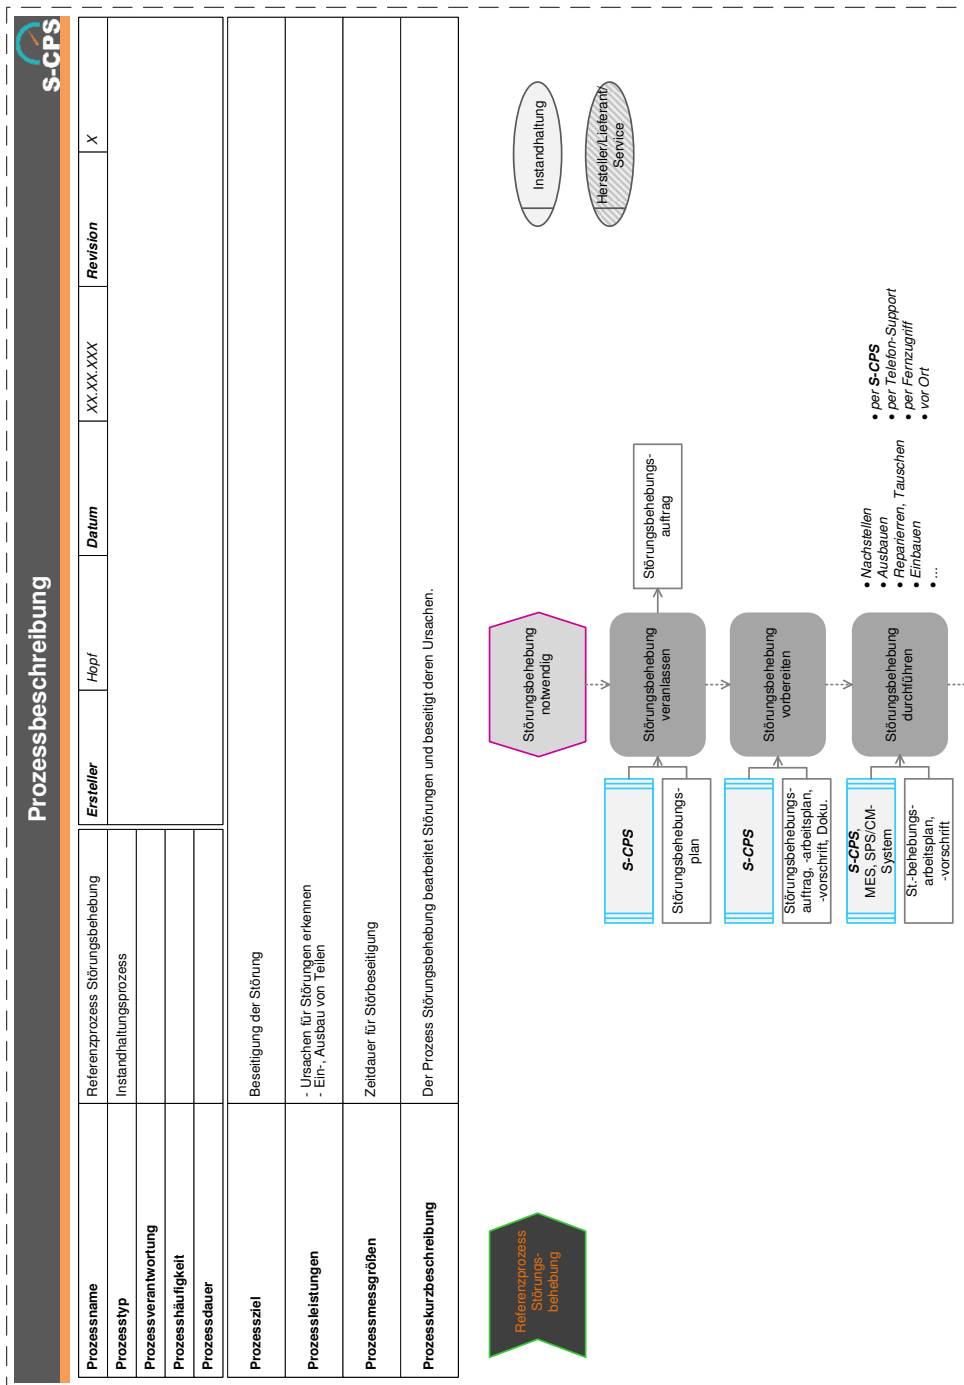 Prozessbeschreibung
S-CPS
Prozessname
Referenzprozess Störungsbehebung
Ersteller
Hopf
Datum
XX.XX.XXX
Revision
X
Prozesstyp
Instandhaltungsprozess
Prozessverantwortung
Prozesshäufigkeit
Prozessdauer
Prozessziel
Beseitigung der Störung
Prozessleistungen
- Ursachen für Störungen erkennen
- Ein-, Ausbau von Teilen
Prozessmessgrößen
Zeitdauer für Störbeseitigung
Prozesskurzbeschreibung
Der Prozess Störungsbehebung bearbeitet Störungen und beseitigt deren Ursachen.
Referenzprozess
Störungs-
behebung
Störungsbehebung
notwendig
Instandhaltung
Hersteller/Lieferant/
Service
S-CPS
Störungsbehebungs-
plan
Störungsbehebung
veranlassen
Störungsbehebungs-
auftrag
S-CPS
Störungsbehebungs-
auftrag, -arbeitsplan,
-vorschrift, Doku.
Störungsbehebung
vorbereiten
S-CPS,
MES, SPS/CM-
System
St.-behebungs-
arbeitsplan,
-vorschrift
Störungsbehebung
durchführen
• Nachstellen
• Ausbauen
• Reparierren, Tauschen
• Einbauen
• ...
• per S-CPS
• per Telefon-Support
• per Fernzugriff
• vor Ort